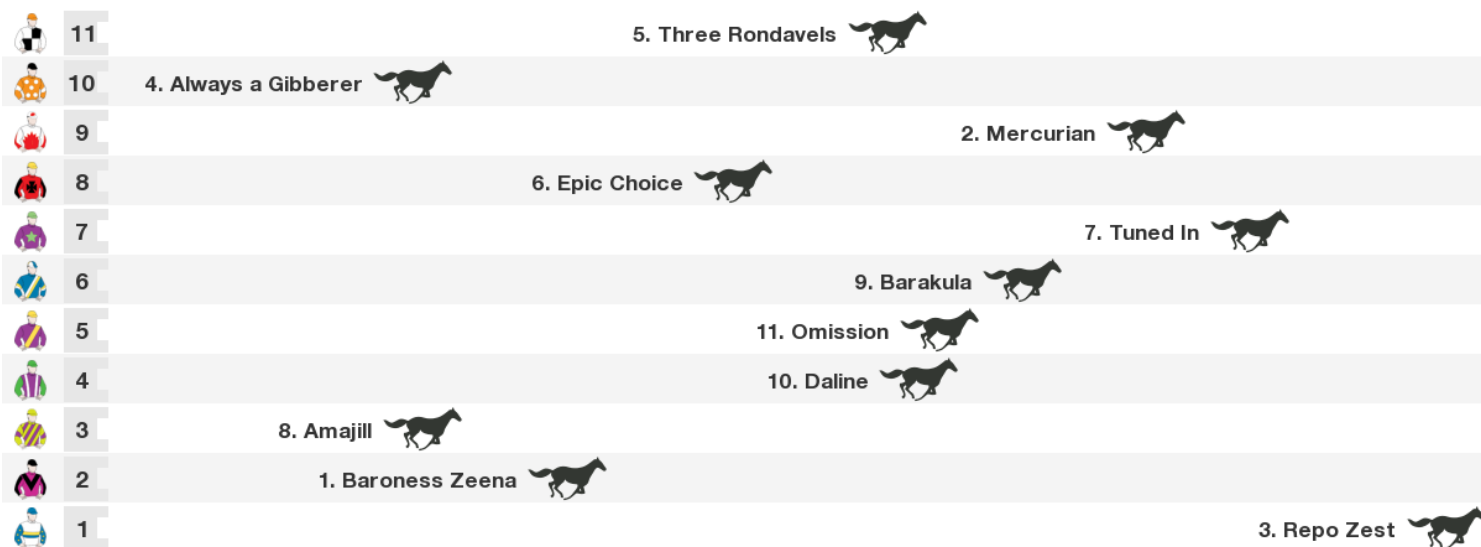 11 5. Three Rondavels
10 4. Always a Gibberer
9 2. Mercurian
8 6. Epic Choice
7 7. Tuned In
6 9. Barakula
5 11. Omission
4 10. Daline
3 8. Amajill
2 1. Baroness Zeena
1 3. Repo Zest